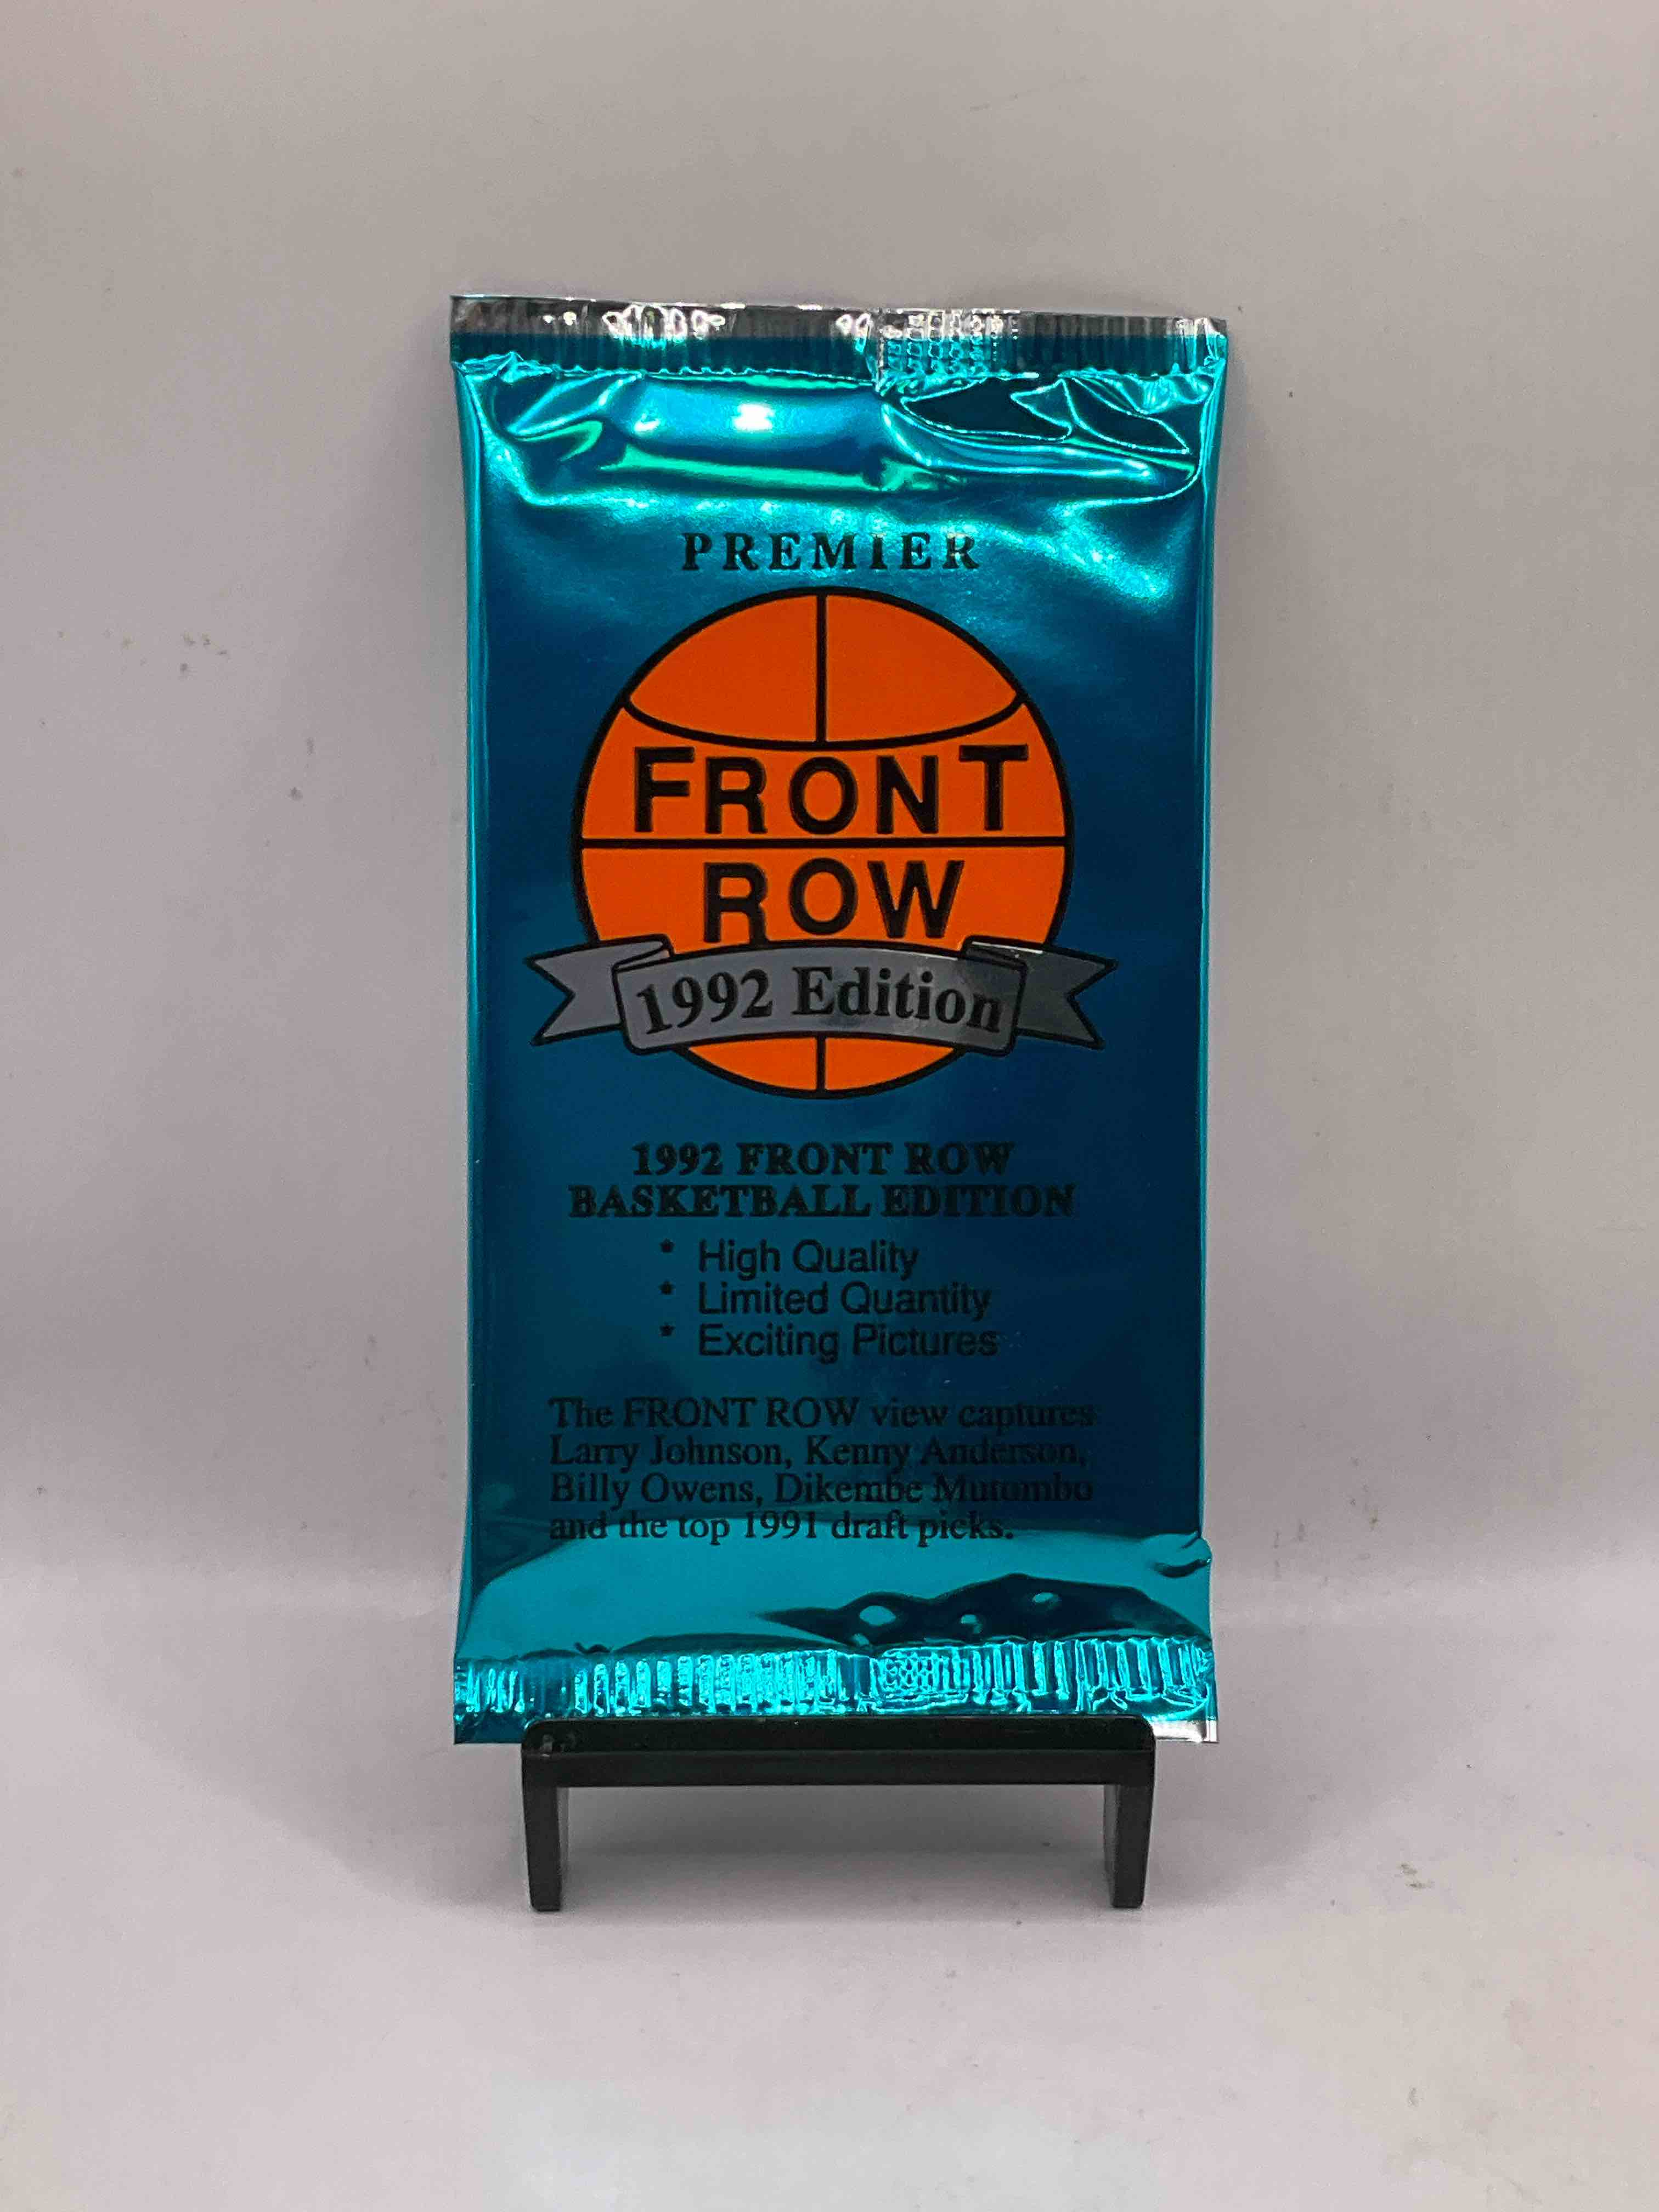 PREMIER
FRONT
ROW
1992 Edition
1992 FRONT ROW
BASKETBALL EDITION
* High Quality
* Limited Quantity
* Exciting Pictures
The FRONT ROW view captures
Larry Johnson, Kenny Anderson,
Billy Owens, Dikembe Mutumbo
and the top 1991 draft picks.